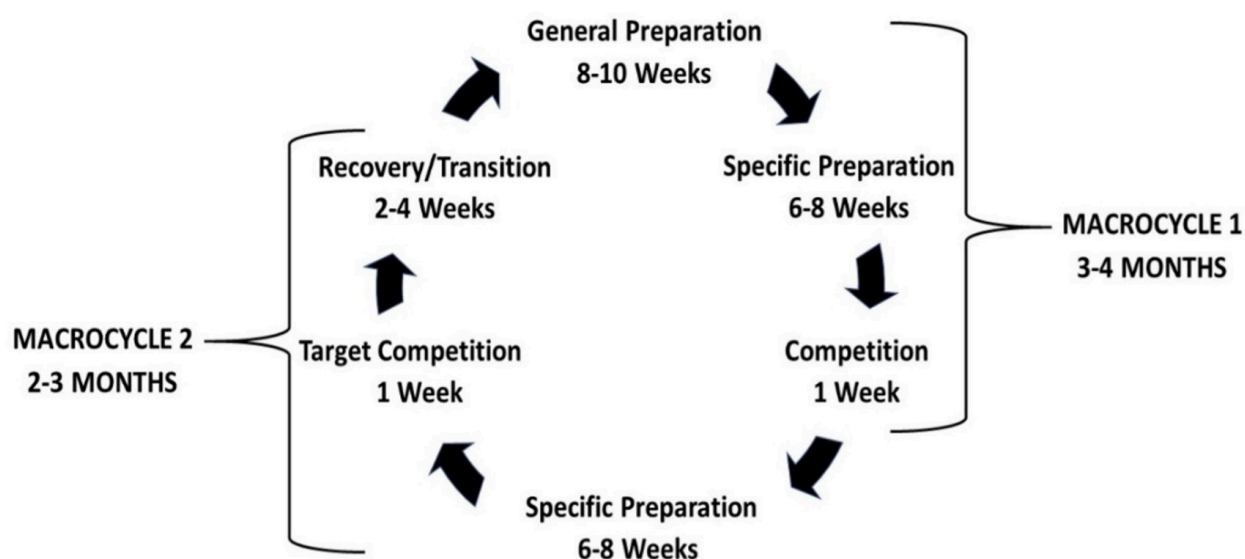 General Preparation
8-10 Weeks
Specific Preparation
6-8 Weeks
MACROCYCLE 1
3-4 MONTHS
Competition
1 Week
Specific Preparation
6-8 Weeks
Target Competition
1 Week
MACROCYCLE 2
2-3 MONTHS
Recovery/Transition
2-4 Weeks